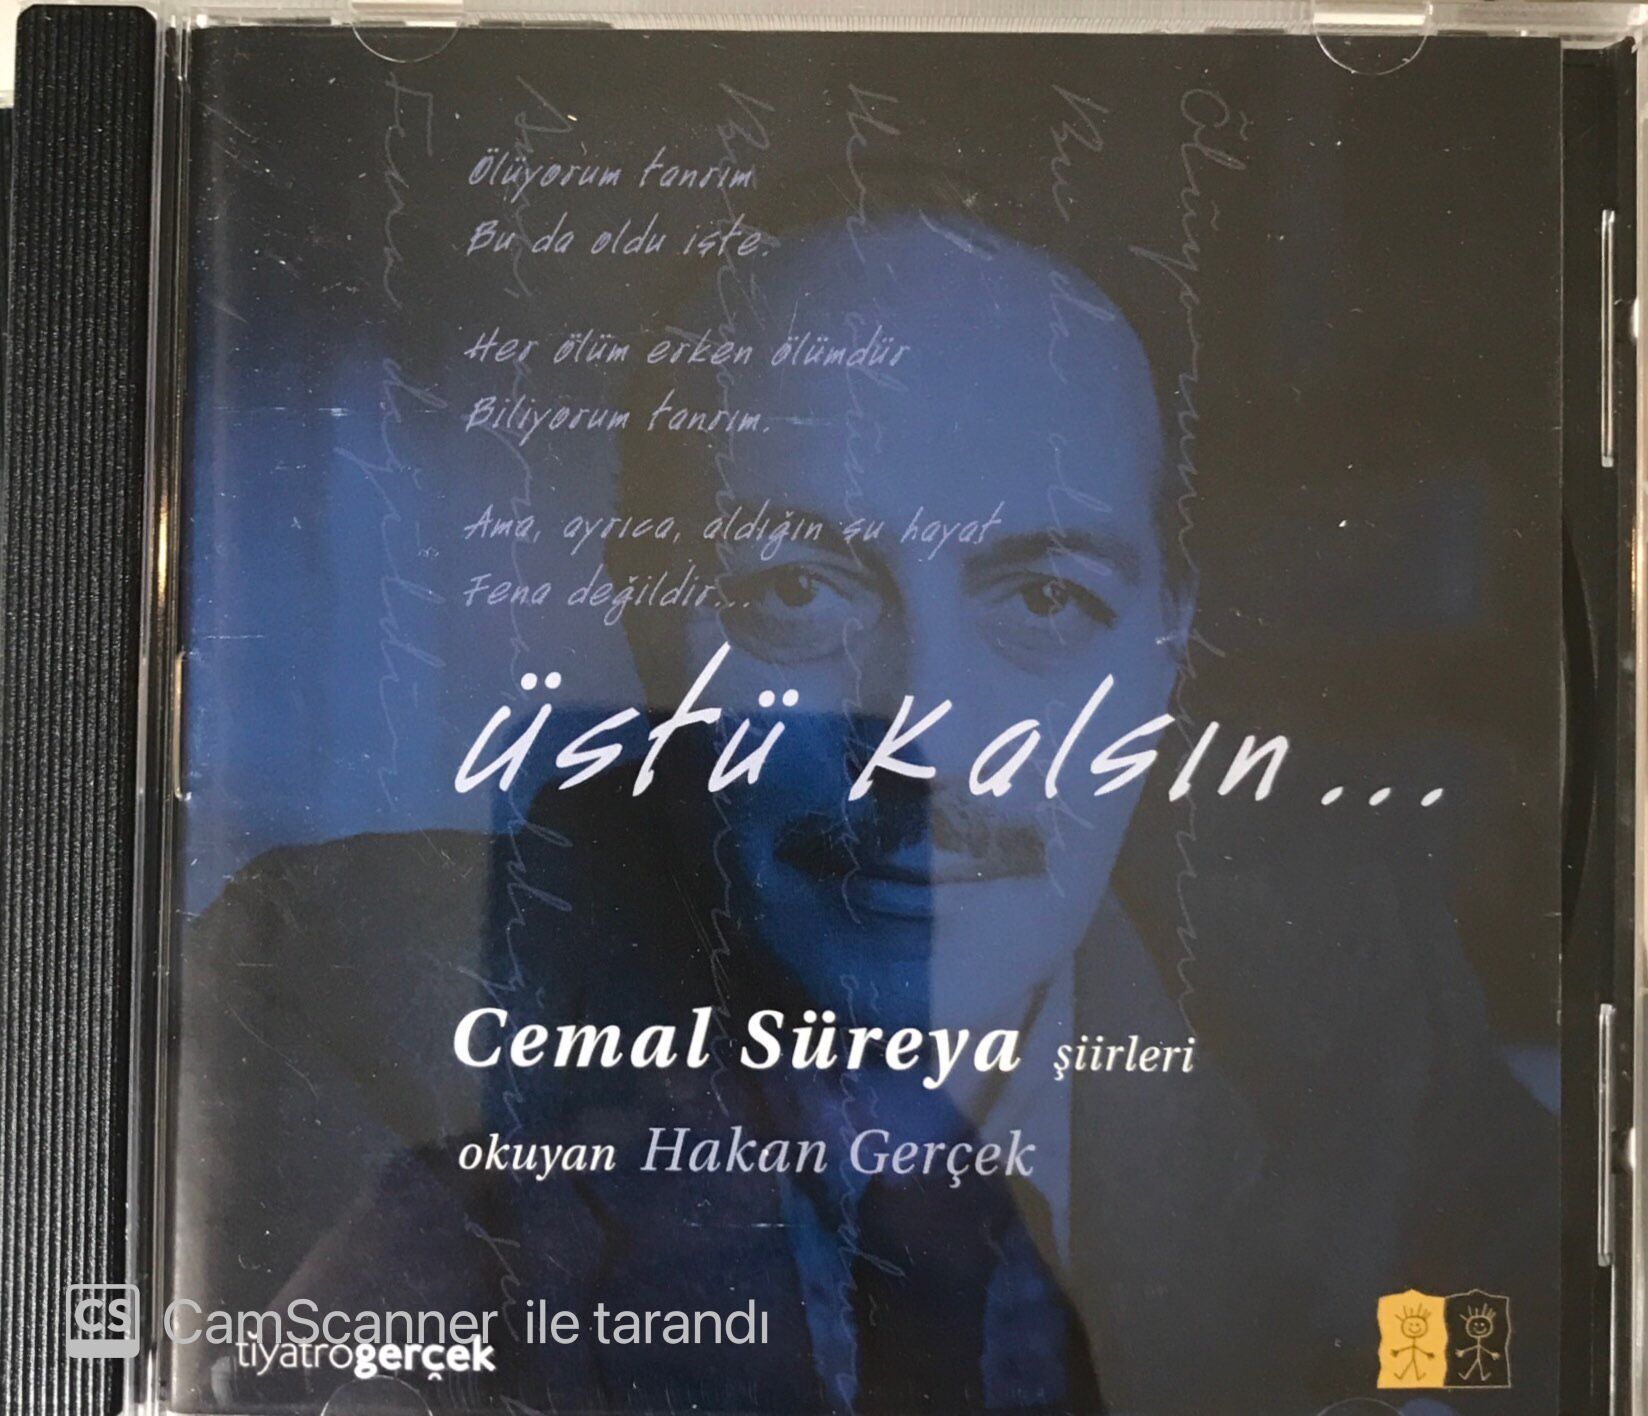 Ölüyorum tanrım
Bu da oldu işte.
Her ölüm erken ölümdür
Biliyorum tanrım.
Ama, ayrıca, aldığın şu hayat
Fena değildir...
üstü kalsın...
Cemal Süreya şiirleri
okuyan Hakan Gerçek
CS CamScanner ile tarandı
tiyatrogerçek